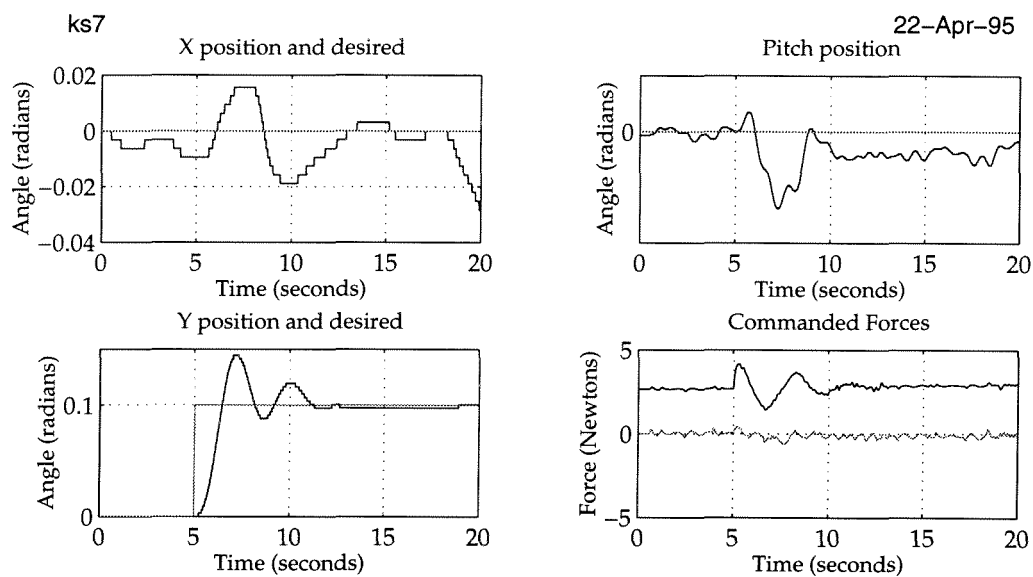 ks7
22-Apr-95
X position and desired
0.02
0
−0.02
−0.04
Angle (radians)
0 5 10 15 20
Time (seconds)
Pitch position
0
Angle (radians)
0 5 10 15 20
Time (seconds)
Y position and desired
0.1
0
Angle (radians)
0 5 10 15 20
Time (seconds)
Commanded Forces
5
0
−5
Force (Newtons)
0 5 10 15 20
Time (seconds)